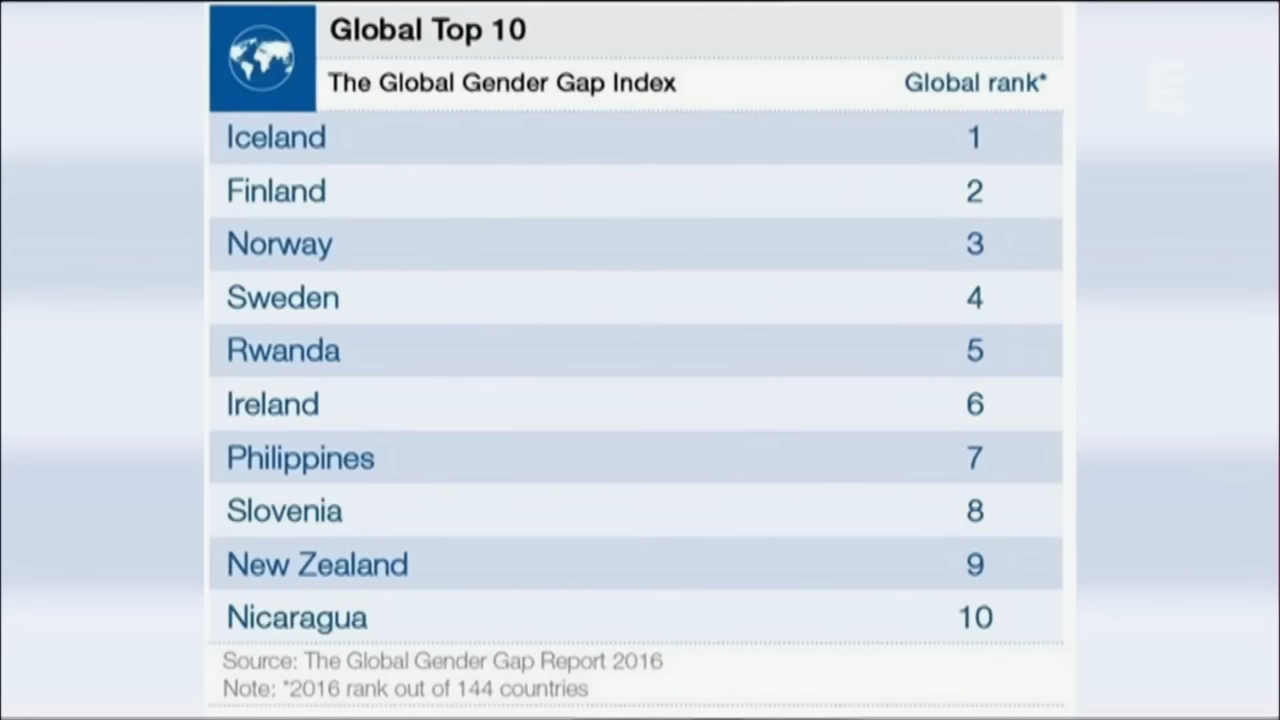 Global Top 10
The Global Gender Gap Index Global rank*
Iceland 1
Finland 2
Norway 3
Sweden 4
Rwanda 5
Ireland 6
Philippines 7
Slovenia 8
New Zealand 9
Nicaragua 10
Source: The Global Gender Gap Report 2016
Note: *2016 rank out of 144 countries
5